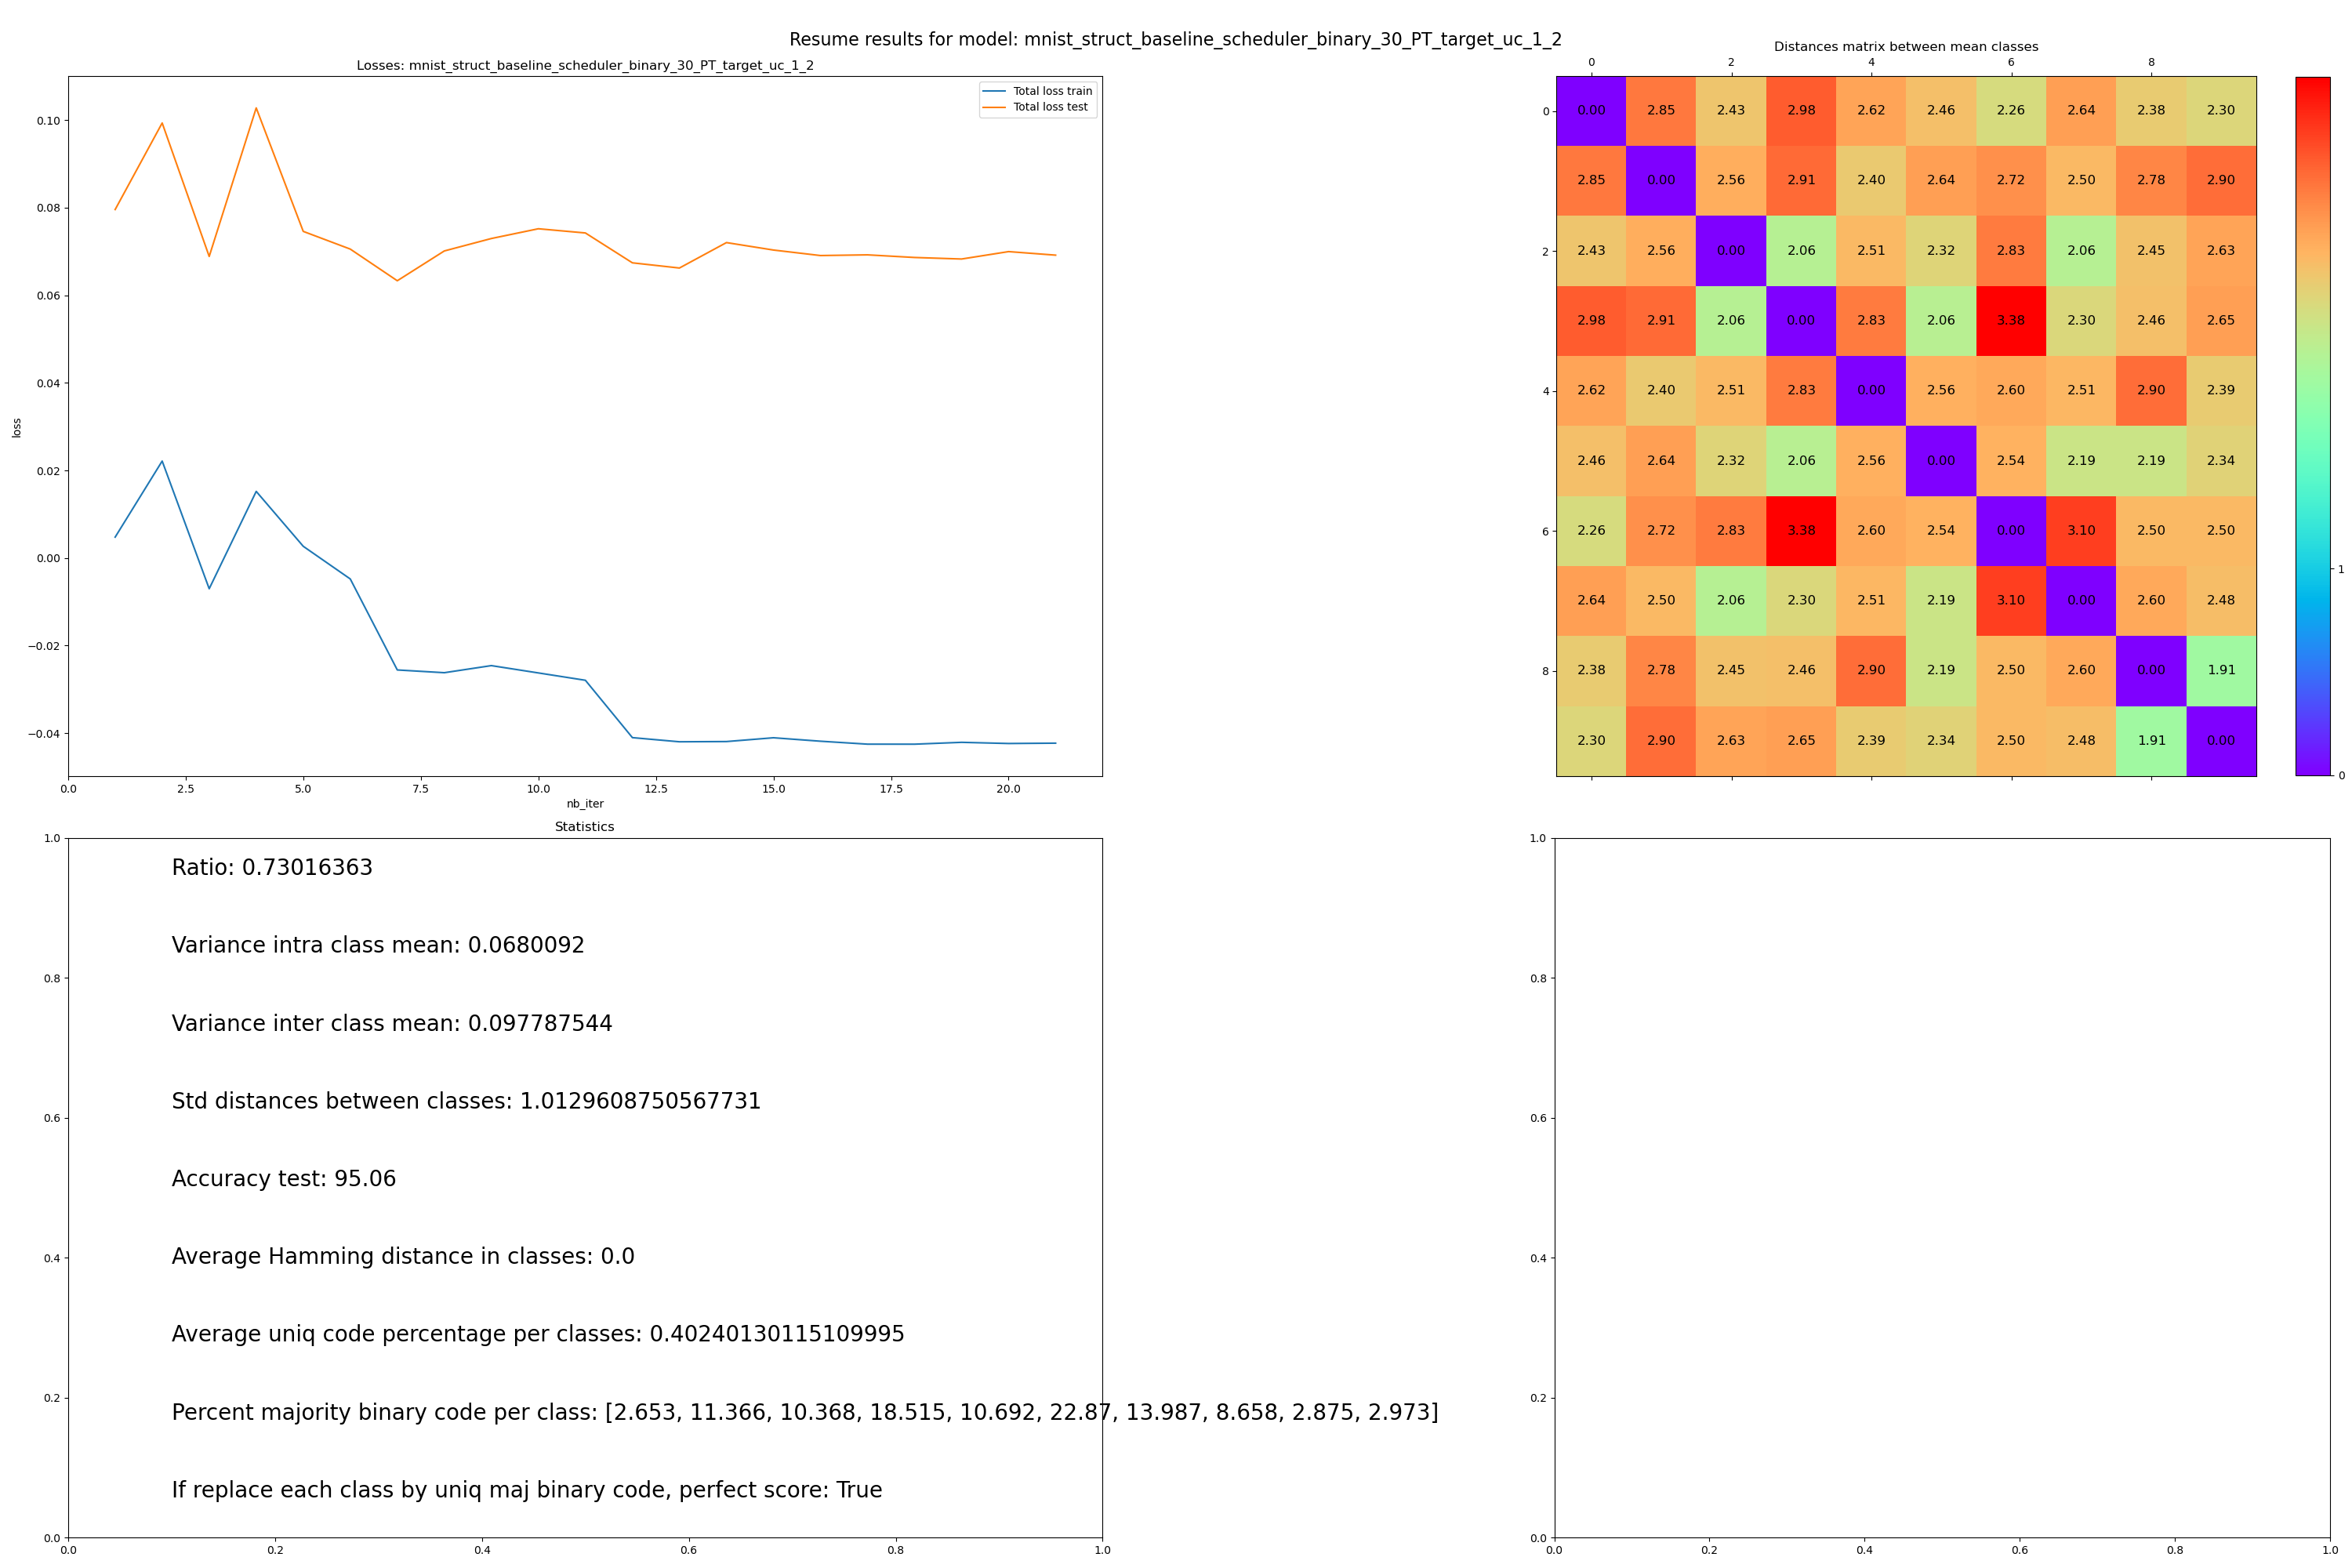 Resume results for model: mnist_struct_baseline_scheduler_binary_30_PT_target_uc_1_2
Losses: mnist_struct_baseline_scheduler_binary_30_PT_target_uc_1_2
Total loss train
Total loss test
0.10
0.08
0.06
0.04
0.02
0.00
−0.02
−0.04
loss
0.0 2.5 5.0 7.5 10.0 12.5 15.0 17.5 20.0
nb_iter
Distances matrix between mean classes
0 2 4 6 8
0 0.00 2.85 2.43 2.98 2.62 2.46 2.26 2.64 2.38 2.30
2.85 0.00 2.56 2.91 2.40 2.64 2.72 2.50 2.78 2.90
2 2.43 2.56 0.00 2.06 2.51 2.32 2.83 2.06 2.45 2.63
2.98 2.91 2.06 0.00 2.83 2.06 3.38 2.30 2.46 2.65
4 2.62 2.40 2.51 2.83 0.00 2.56 2.60 2.51 2.90 2.39
2.46 2.64 2.32 2.06 2.56 0.00 2.54 2.19 2.19 2.34
6 2.26 2.72 2.83 3.38 2.60 2.54 0.00 3.10 2.50 2.50
2.64 2.50 2.06 2.30 2.51 2.19 3.10 0.00 2.60 2.48
8 2.38 2.78 2.45 2.46 2.90 2.19 2.50 2.60 0.00 1.91
2.30 2.90 2.63 2.65 2.39 2.34 2.50 2.48 1.91 0.00
1
0
Statistics
1.0
0.8
0.6
0.4
0.2
0.0
Ratio: 0.73016363
Variance intra class mean: 0.0680092
Variance inter class mean: 0.097787544
Std distances between classes: 1.0129608750567731
Accuracy test: 95.06
Average Hamming distance in classes: 0.0
Average uniq code percentage per classes: 0.40240130115109995
Percent majority binary code per class: [2.653, 11.366, 10.368, 18.515, 10.692, 22.87, 13.987, 8.658, 2.875, 2.973]
If replace each class by uniq maj binary code, perfect score: True
0.0 0.2 0.4 0.6 0.8 1.0
1.0
0.8
0.6
0.4
0.2
0.0
0.0 0.2 0.4 0.6 0.8 1.0